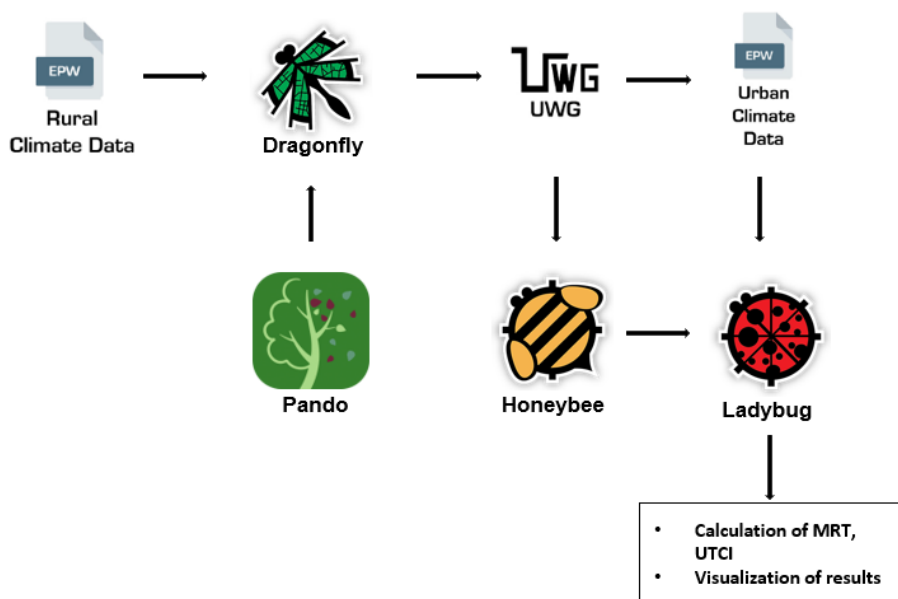 EPW
Rural
Climate Data
Dragonfly
UWG
UWG
EPW
Urban
Climate
Data
Pando
Honeybee
Ladybug
• Calculation of MRT,
UTCI
• Visualization of results